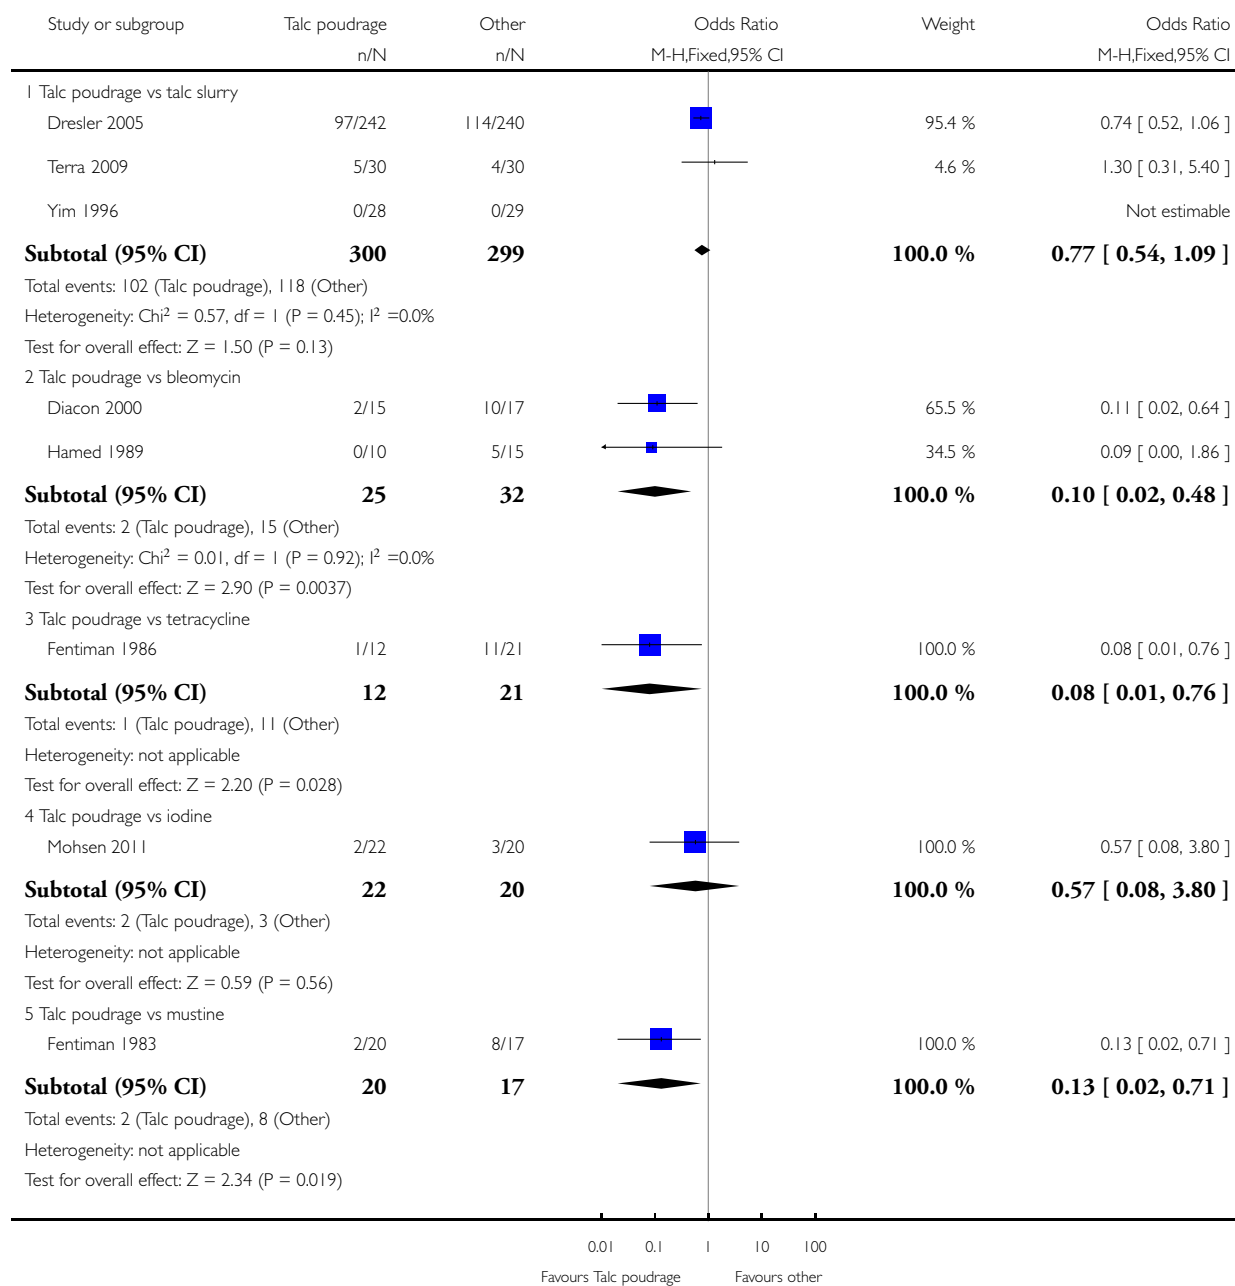 Study or subgroup Talc poudrage Other Odds Ratio Weight Odds Ratio
n/N n/N M-H,Fixed,95% CI M-H,Fixed,95% CI
1 Talc poudrage vs talc slurry
Dresler 2005 97/242 114/240 95.4 % 0.74 [ 0.52, 1.06 ]
Terra 2009 5/30 4/30 4.6 % 1.30 [ 0.31, 5.40 ]
Yim 1996 0/28 0/29 Not estimable
Subtotal (95% CI) 300 299 100.0 % 0.77 [ 0.54, 1.09 ]
Total events: 102 (Talc poudrage), 118 (Other)
Heterogeneity: Chi² = 0.57, df = 1 (P = 0.45); I² =0.0%
Test for overall effect: Z = 1.50 (P = 0.13)
2 Talc poudrage vs bleomycin
Diacon 2000 2/15 10/17 65.5 % 0.11 [ 0.02, 0.64 ]
Hamed 1989 0/10 5/15 34.5 % 0.09 [ 0.00, 1.86 ]
Subtotal (95% CI) 25 32 100.0 % 0.10 [ 0.02, 0.48 ]
Total events: 2 (Talc poudrage), 15 (Other)
Heterogeneity: Chi² = 0.01, df = 1 (P = 0.92); I² =0.0%
Test for overall effect: Z = 2.90 (P = 0.0037)
3 Talc poudrage vs tetracycline
Fentiman 1986 1/12 11/21 100.0 % 0.08 [ 0.01, 0.76 ]
Subtotal (95% CI) 12 21 100.0 % 0.08 [ 0.01, 0.76 ]
Total events: 1 (Talc poudrage), 11 (Other)
Heterogeneity: not applicable
Test for overall effect: Z = 2.20 (P = 0.028)
4 Talc poudrage vs iodine
Mohsen 2011 2/22 3/20 100.0 % 0.57 [ 0.08, 3.80 ]
Subtotal (95% CI) 22 20 100.0 % 0.57 [ 0.08, 3.80 ]
Total events: 2 (Talc poudrage), 3 (Other)
Heterogeneity: not applicable
Test for overall effect: Z = 0.59 (P = 0.56)
5 Talc poudrage vs mustine
Fentiman 1983 2/20 8/17 100.0 % 0.13 [ 0.02, 0.71 ]
Subtotal (95% CI) 20 17 100.0 % 0.13 [ 0.02, 0.71 ]
Total events: 2 (Talc poudrage), 8 (Other)
Heterogeneity: not applicable
Test for overall effect: Z = 2.34 (P = 0.019)
0.01 0.1 1 10 100
Favours Talc poudrage Favours other